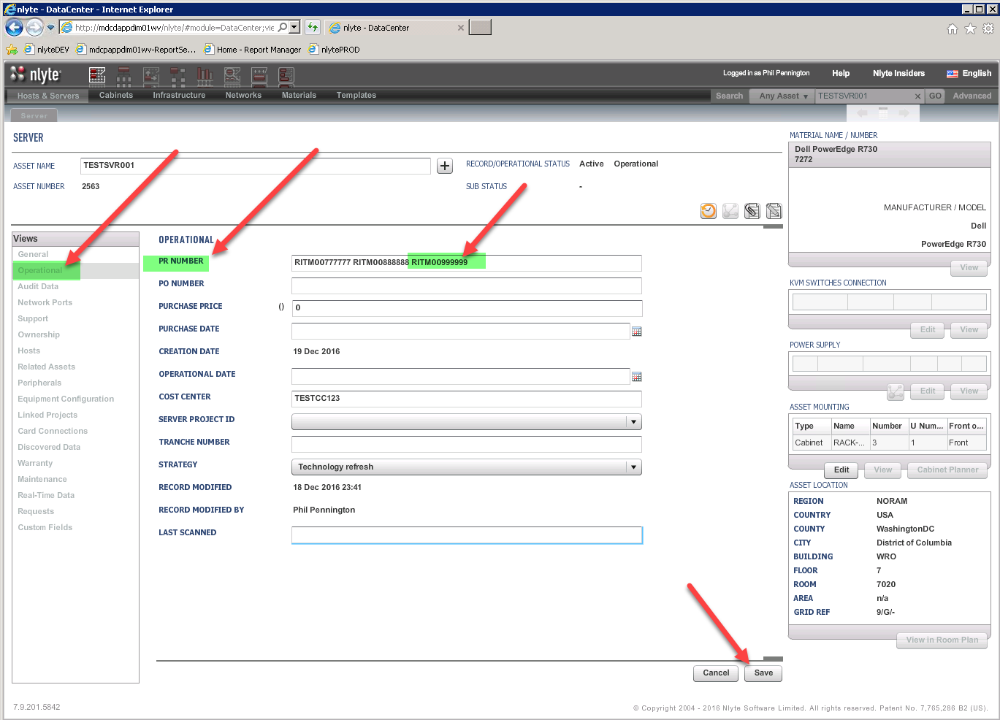 nlyte - DataCenter - Internet Explorer
http://mdcdappdim01wv/nlyte/#module=DataCenter;vie
nlyte - DataCenter
nlyteDEV
mdcpappdim01wv-ReportSe...
Home - Report Manager
nlytePROD
nlyte
Logged in as Phil Pennington
Help
Nlyte Insiders
English
Hosts & Servers
Cabinets
Infrastructure
Networks
Materials
Templates
Search
Any Asset
TESTSVR001
GO
Advanced
Server
SERVER
ASSET NAME
TESTSVR001
RECORD/OPERATIONAL STATUS
Active
Operational
ASSET NUMBER
2563
SUB STATUS
-
Views
General
Operational
Audit Data
Network Ports
Support
Ownership
Hosts
Related Assets
Peripherals
Equipment Configuration
Linked Projects
Card Connections
Discovered Data
Warranty
Maintenance
Real-Time Data
Requests
Custom Fields
OPERATIONAL
PR NUMBER
RITM00777777 RITM00888888 RITM00999999
PO NUMBER
PURCHASE PRICE
()
0
PURCHASE DATE
CREATION DATE
19 Dec 2016
OPERATIONAL DATE
COST CENTER
TESTCC123
SERVER PROJECT ID
TRANCHE NUMBER
STRATEGY
Technology refresh
RECORD MODIFIED
18 Dec 2016 23:41
RECORD MODIFIED BY
Phil Pennington
LAST SCANNED
Cancel
Save
MATERIAL NAME / NUMBER
Dell PowerEdge R730
7272
MANUFACTURER / MODEL
Dell
PowerEdge R730
View
KVM SWITCHES CONNECTION
Edit
View
POWER SUPPLY
Edit
View
ASSET MOUNTING
Type Name Number U Num... Front o...
Cabinet RACK-... 3 1 Front
Edit
View
Cabinet Planner
ASSET LOCATION
REGION NORAM
COUNTRY USA
COUNTY WashingtonDC
CITY District of Columbia
BUILDING WRO
FLOOR 7
ROOM 7020
AREA n/a
GRID REF 9/G/-
View in Room Plan
7.9.201.5842
© Copyright 2004 - 2016 Nlyte Software Limited. All rights reserved. Patent No. 7,765,286 B2 (US).